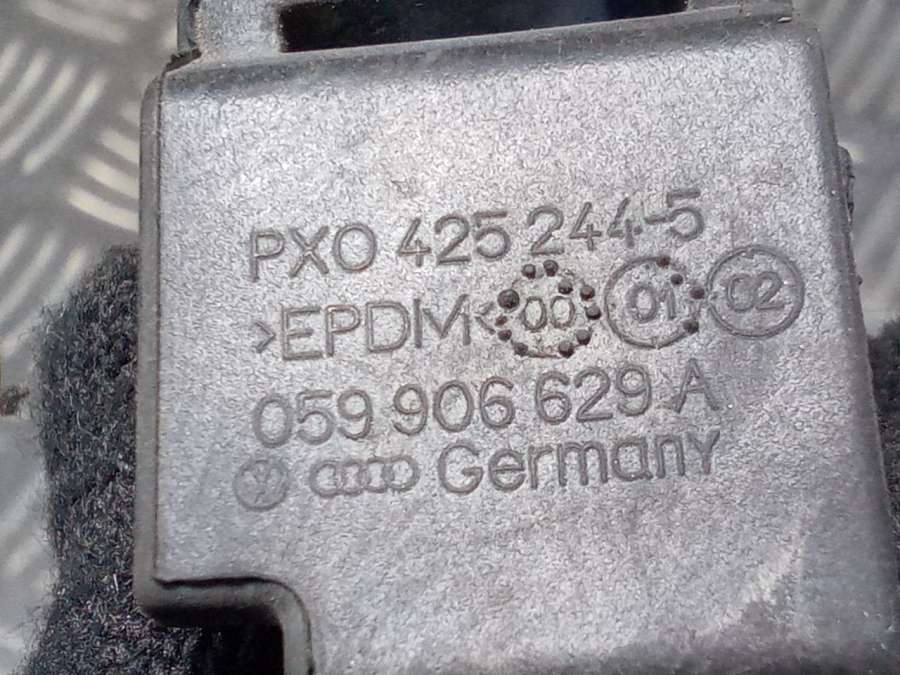 PXO 425 244-5
>EPDM< 00 01 02
059 906 629 A
Germany